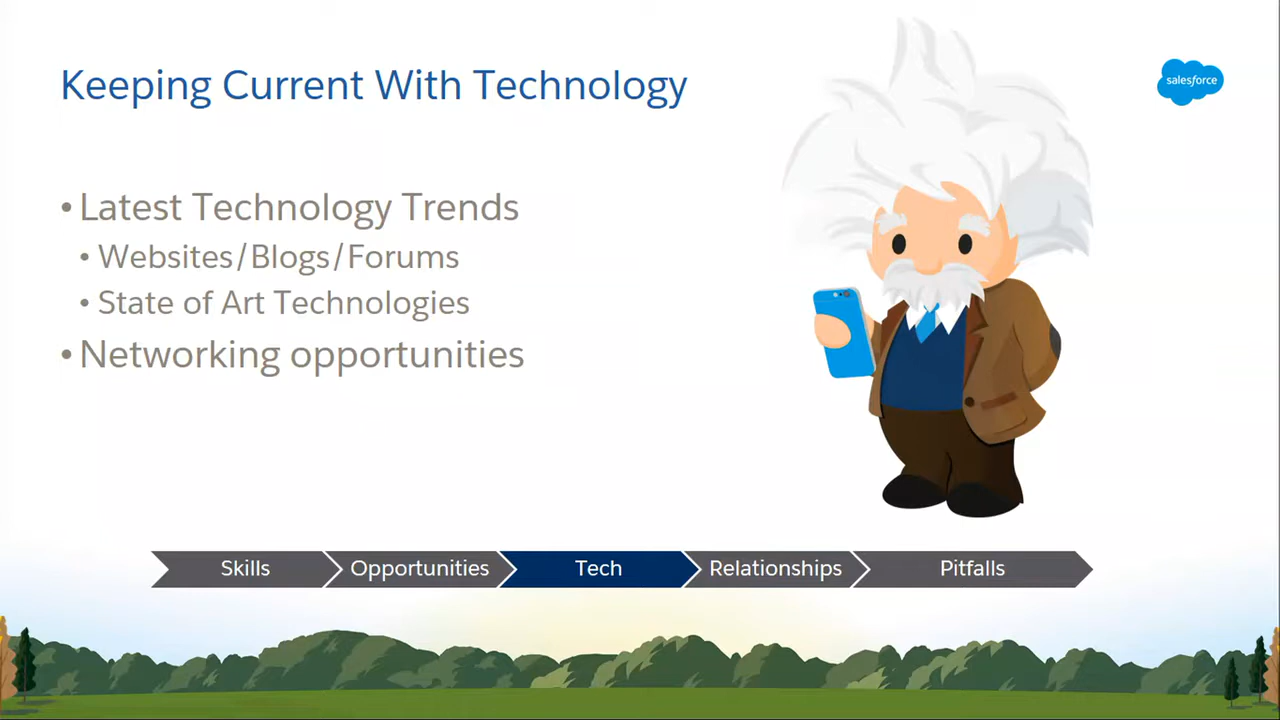 Keeping Current With Technology
salesforce
• Latest Technology Trends
• Websites/Blogs/Forums
• State of Art Technologies
• Networking opportunities
Skills Opportunities Tech Relationships Pitfalls